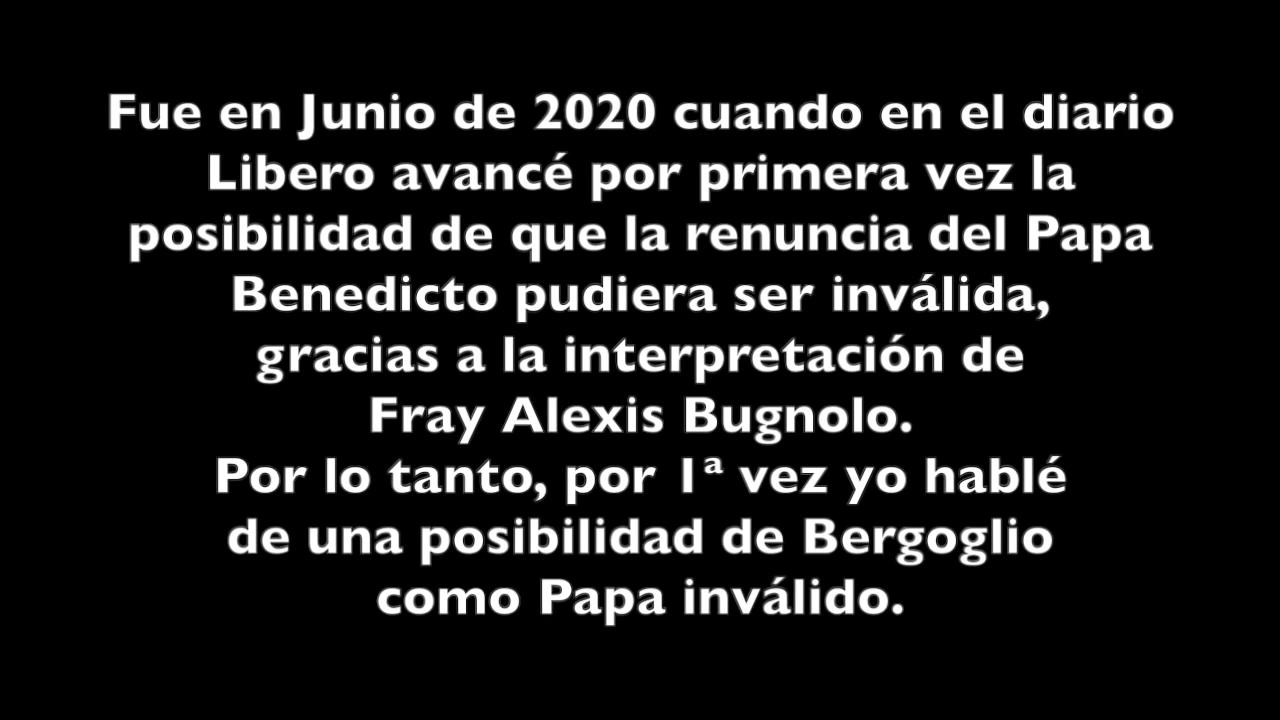 Fue en Junio de 2020 cuando en el diario
Libero avancé por primera vez la
posibilidad de que la renuncia del Papa
Benedicto pudiera ser inválida,
gracias a la interpretación de
Fray Alexis Bugnolo.
Por lo tanto, por 1ª vez yo hablé
de una posibilidad de Bergoglio
como Papa inválido.